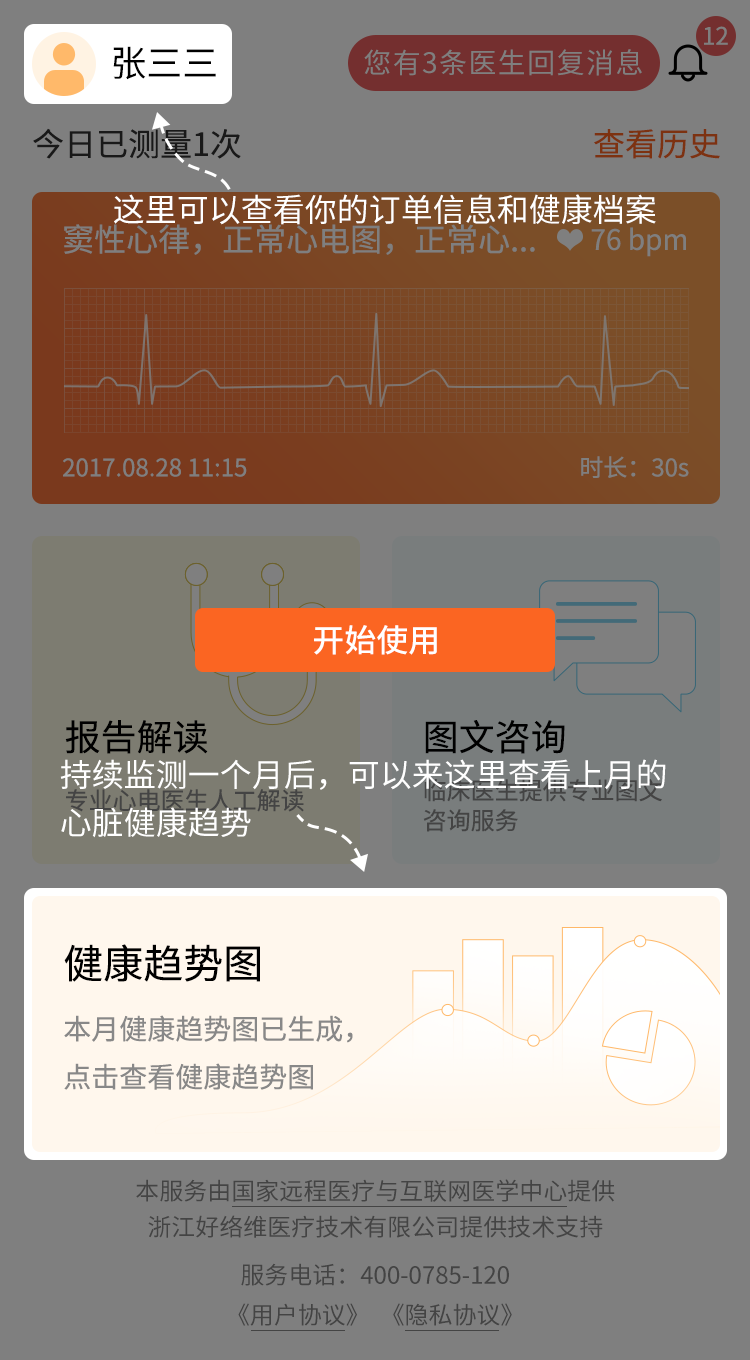 张三三
您有3条医生回复消息
12
今日已测量1次
查看历史
这里可以查看你的订单信息和健康档案
窦性心律，正常心电图，正常心...
76 bpm
2017.08.28 11:15
时长：30s
开始使用
报告解读
专业心电医生人工解读
图文咨询
临床医生提供专业图文
咨询服务
持续监测一个月后，可以来这里查看上月的
心脏健康趋势
健康趋势图
本月健康趋势图已生成，
点击查看健康趋势图
本服务由国家远程医疗与互联网医学中心提供
浙江好络维医疗技术有限公司提供技术支持
服务电话：400-0785-120
《用户协议》 《隐私协议》